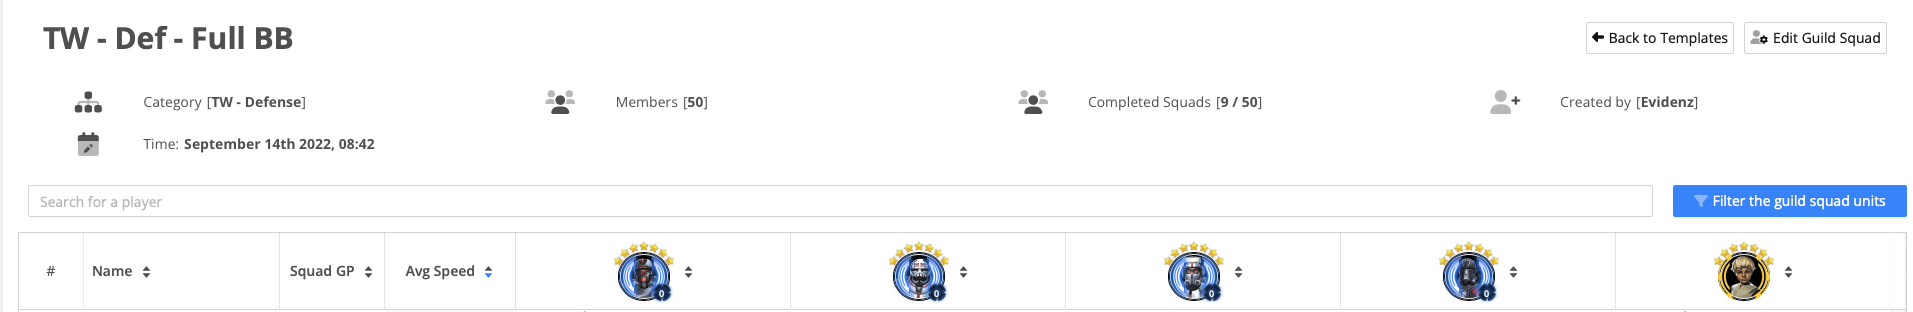 TW - Def - Full BB
Back to Templates
Edit Guild Squad
Category [TW - Defense]
Members [50]
Completed Squads [9 / 50]
Created by [Evidenz]
Time: September 14th 2022, 08:42
Search for a player
Filter the guild squad units
# Name Squad GP Avg Speed
0 0 0 0